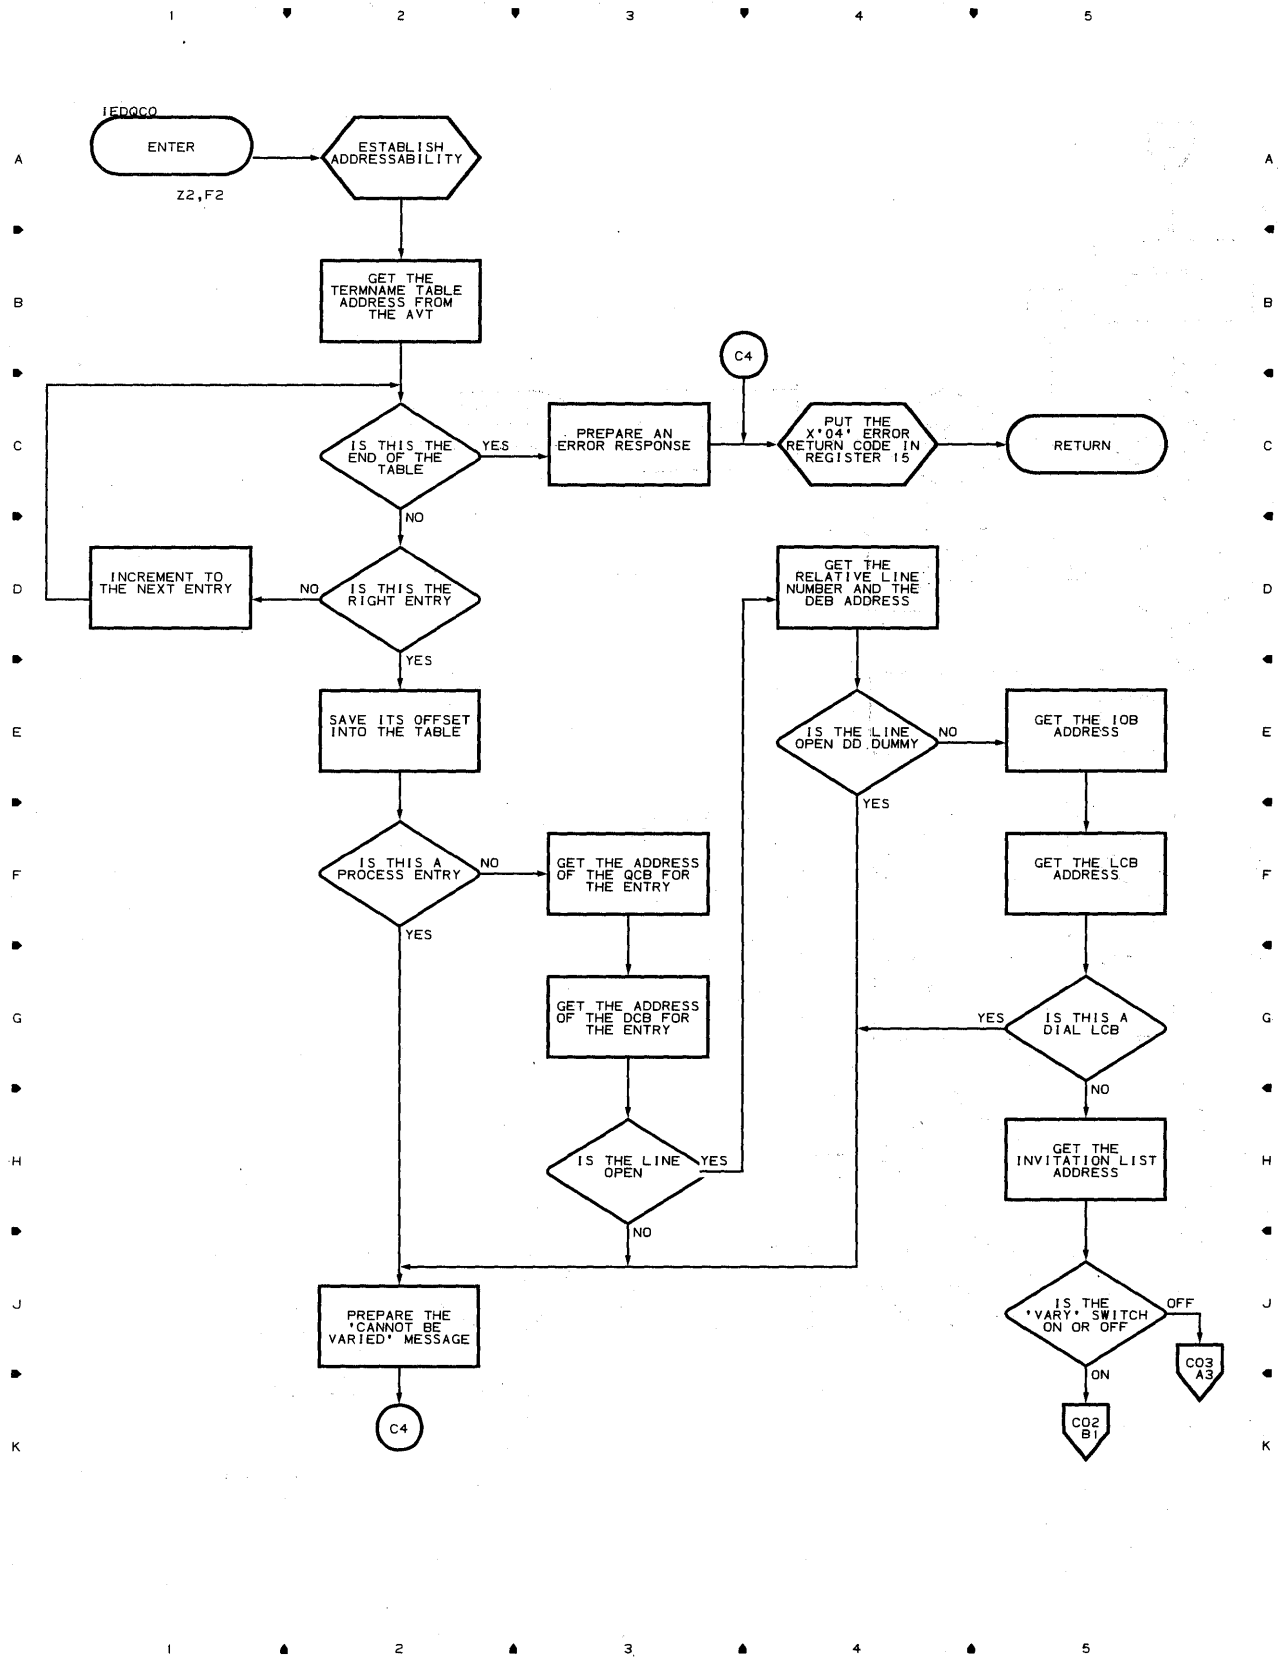 1 2 3 4 5
IEDQCO
ENTER
Z2,F2
ESTABLISH
ADDRESSABILITY
A A
GET THE
TERMNAME TABLE
ADDRESS FROM
THE AVT
B B
C4
IS THIS THE
END OF THE
TABLE
YES
NO
PREPARE AN
ERROR RESPONSE
PUT THE
X'04' ERROR
RETURN CODE IN
REGISTER 15
RETURN
C C
INCREMENT TO
THE NEXT ENTRY
NO
IS THIS THE
RIGHT ENTRY
YES
GET THE
RELATIVE LINE
NUMBER AND THE
DEB ADDRESS
D D
SAVE ITS OFFSET
INTO THE TABLE
IS THE LINE
OPEN DD DUMMY
NO
YES
GET THE IOB
ADDRESS
E E
IS THIS A
PROCESS ENTRY
NO
YES
GET THE ADDRESS
OF THE QCB FOR
THE ENTRY
GET THE LCB
ADDRESS
F F
GET THE ADDRESS
OF THE DCB FOR
THE ENTRY
YES
IS THIS A
DIAL LCB
NO
G G
IS THE LINE
OPEN
YES
NO
GET THE
INVITATION LIST
ADDRESS
H H
PREPARE THE
'CANNOT BE
VARIED' MESSAGE
IS THE
'VARY' SWITCH
ON OR OFF
OFF
ON
J J
C03
A3
C4
C02
B1
K K
1 2 3 4 5